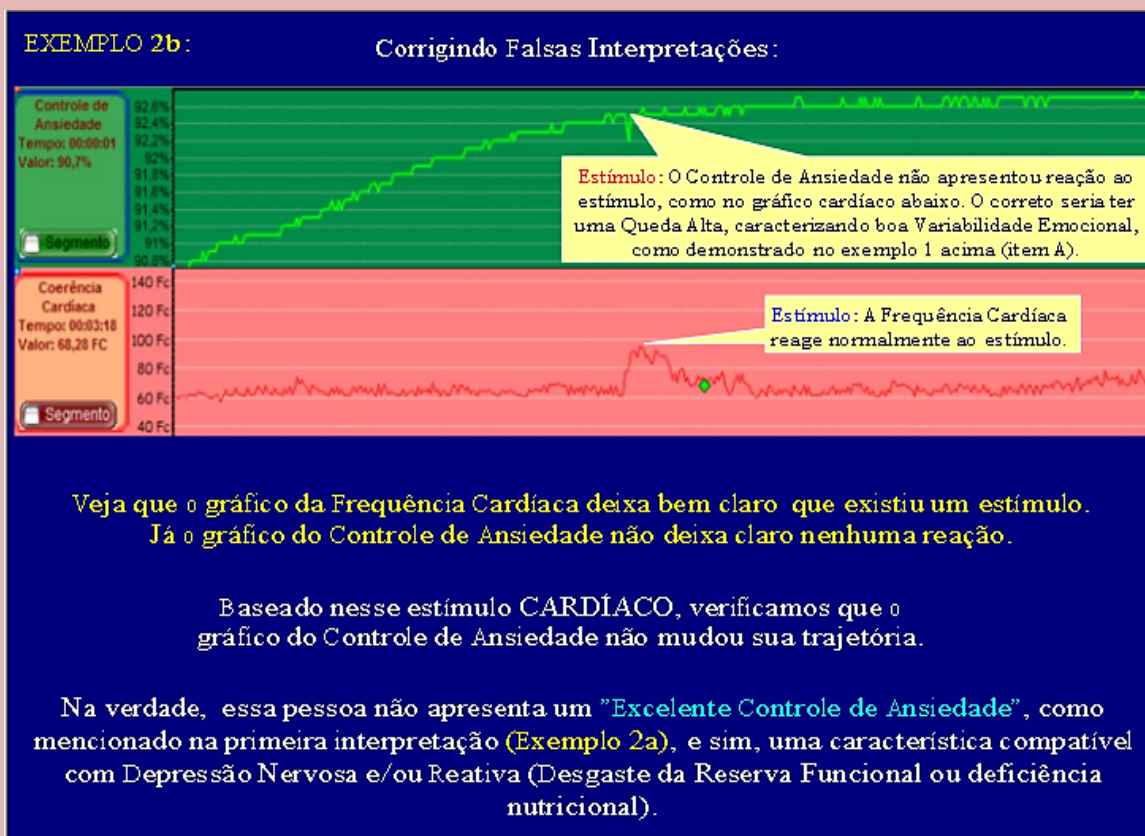 EXEMPLO 2b:
Corrigindo Falsas Interpretações:
Controle de
Ansiedade
Tempo: 00:00:01
Valor: 90,7%
Segmento
92,6%
92,4%
92,2%
92%
91,8%
91,6%
91,4%
91,2%
91%
90,8%
Estímulo: O Controle de Ansiedade não apresentou reação ao
estímulo, como no gráfico cardíaco abaixo. O correto seria ter
uma Queda Alta, caracterizando boa Variabilidade Emocional,
como demonstrado no exemplo 1 acima (item A).
Coerência
Cardíaca
Tempo: 00:03:18
Valor: 68,28 FC
Segmento
140 Fc
120 Fc
100 Fc
80 Fc
60 Fc
40 Fc
Estímulo: A Frequência Cardíaca
reage normalmente ao estímulo.
Veja que o gráfico da Frequência Cardíaca deixa bem claro que existiu um estímulo.
Já o gráfico do Controle de Ansiedade não deixa claro nenhuma reação.
Baseado nesse estímulo CARDÍACO, verificamos que o
gráfico do Controle de Ansiedade não mudou sua trajetória.
Na verdade, essa pessoa não apresenta um "Excelente Controle de Ansiedade", como
mencionado na primeira interpretação (Exemplo 2a), e sim, uma característica compatível
com Depressão Nervosa e/ou Reativa (Desgaste da Reserva Funcional ou deficiência
nutricional).